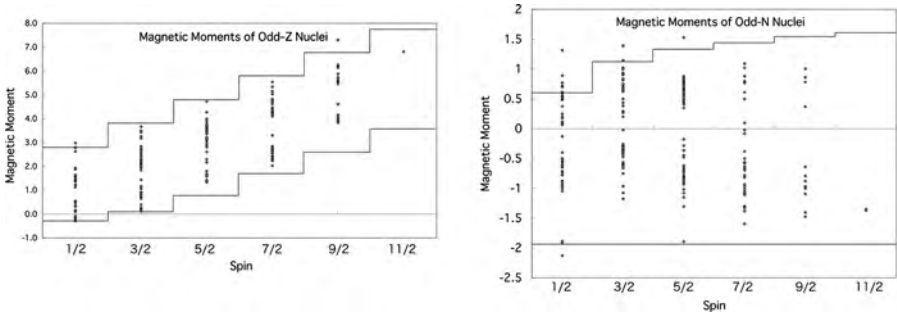 Magnetic Moments of Odd-Z Nuclei
Magnetic Moment
8.0
7.0
6.0
5.0
4.0
3.0
2.0
1.0
0.0
-1.0
1/2 3/2 5/2 7/2 9/2 11/2
Spin
Magnetic Moments of Odd-N Nuclei
Magnetic Moment
2
1.5
1
0.5
0
-0.5
-1
-1.5
-2
-2.5
1/2 3/2 5/2 7/2 9/2 11/2
Spin